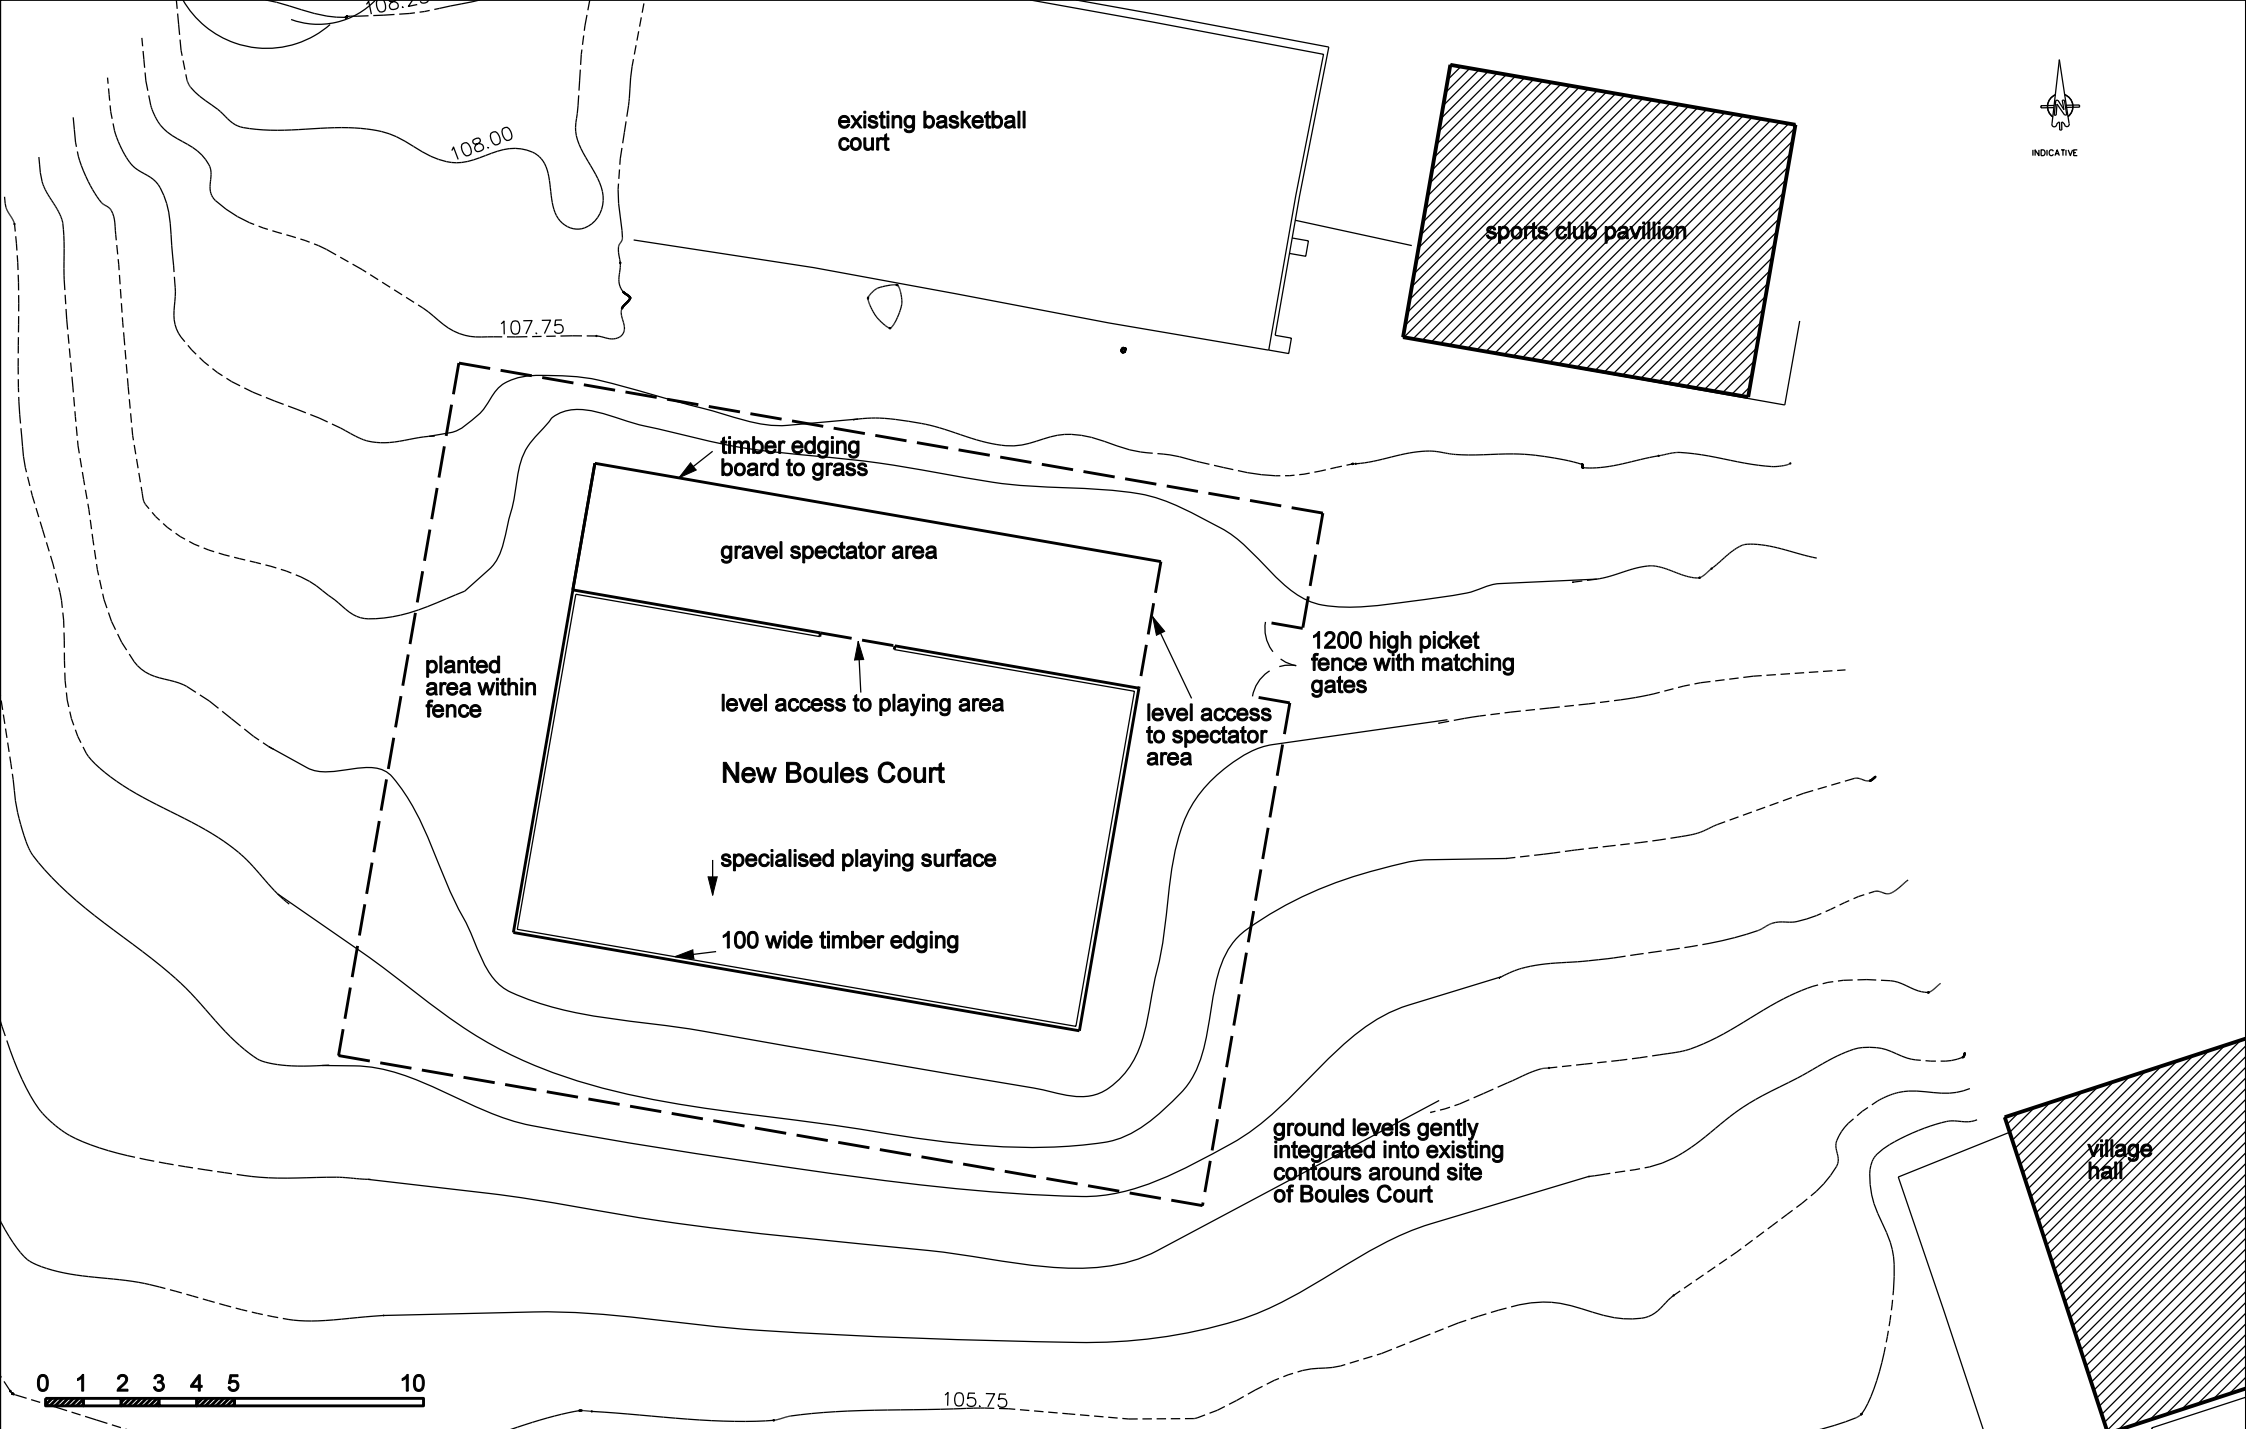 108.25
existing basketball
court
N
INDICATIVE
108.00
sports club pavillion
107.75
timber edging
board to grass
gravel spectator area
1200 high picket
fence with matching
gates
planted
area within
fence
level access to playing area
level access
to spectator
area
New Boules Court
specialised playing surface
100 wide timber edging
ground levels gently
integrated into existing
contours around site
of Boules Court
village
hall
0 1 2 3 4 5 10
105.75